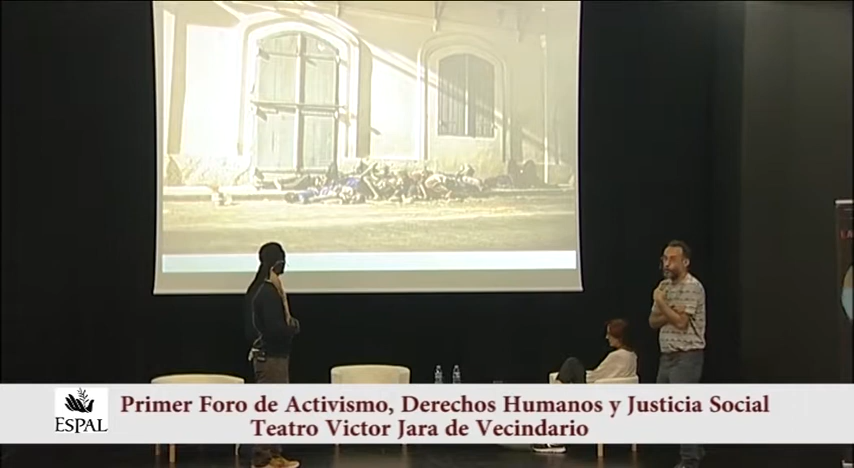 Primer Foro de Activismo, Derechos Humanos y Justicia Social
ESPAL
Teatro Victor Jara de Vecindario